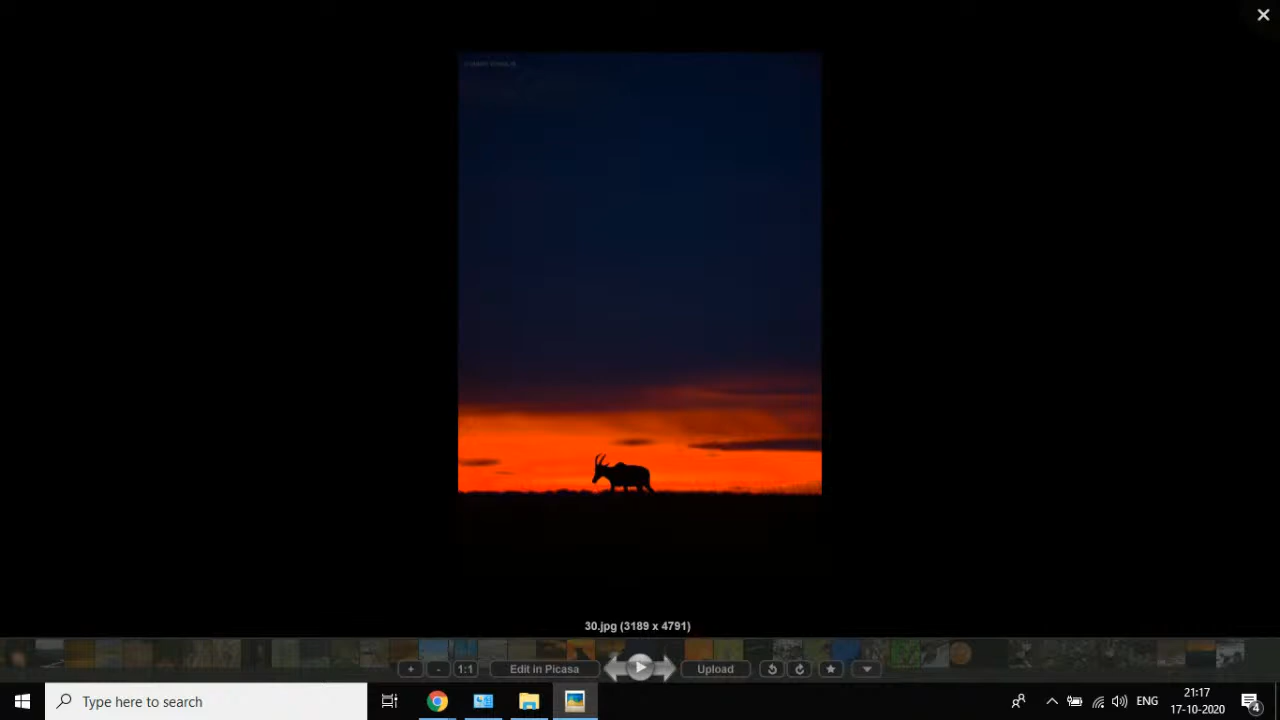 30.jpg (3189 x 4791)
+ - 1:1 Edit in Picasa Upload
Type here to search
ENG
21:17
17-10-2020
4